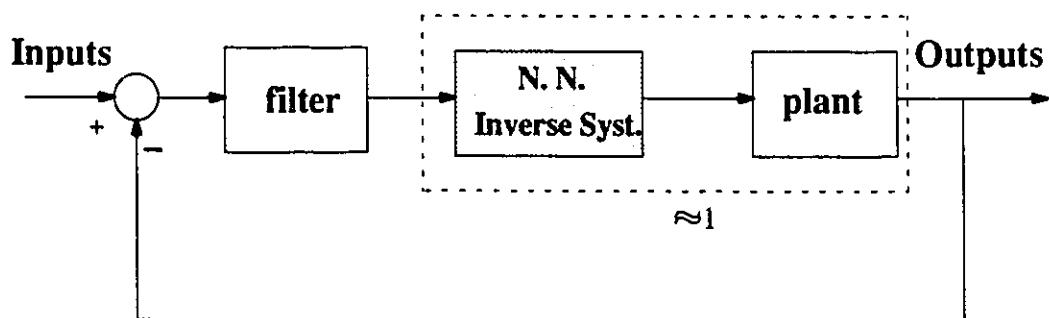 Inputs
+
−
filter
N. N.
Inverse Syst.
plant
Outputs
≈1